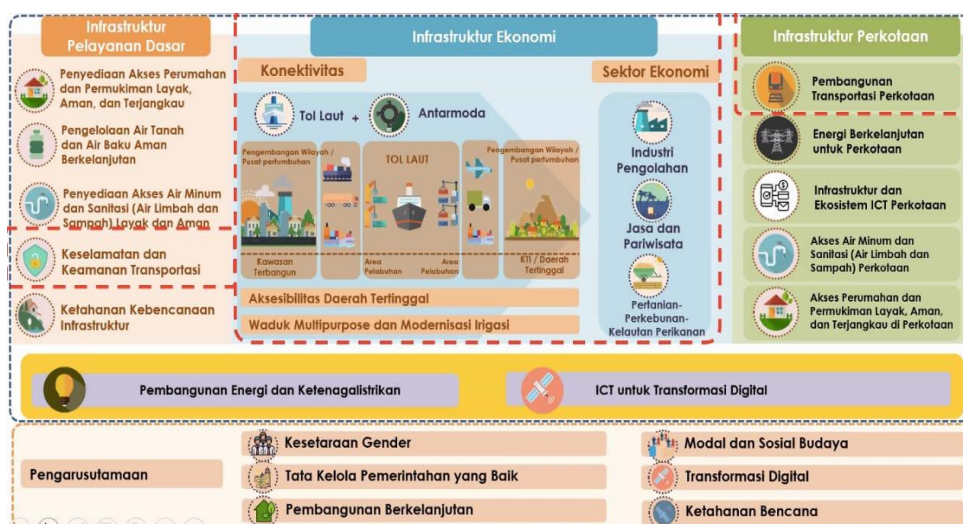 Infrastruktur
Pelayanan Dasar
Penyediaan Akses Perumahan
dan Permukiman Layak,
Aman, dan Terjangkau
Pengelolaan Air Tanah
dan Air Baku Aman
Berkelanjutan
Penyediaan Akses Air Minum
dan Sanitasi (Air Limbah dan
Sampah) Layak dan Aman
Keselamatan dan
Keamanan Transportasi
Ketahanan Kebencanaan
Infrastruktur
Infrastruktur Ekonomi
Konektivitas
Tol Laut + Antarmoda
Pengembangan Wilayah /
Pusat pertumbuhan
TOL LAUT
Pengembangan Wilayah /
Pusat pertumbuhan
Kawasan
Terbangun
Area
Pelabuhan
Area
Pelabuhan
KTI / Daerah
Tertinggal
Aksesibilitas Daerah Tertinggal
Waduk Multipurpose dan Modernisasi Irigasi
Sektor Ekonomi
Industri
Pengolahan
Jasa dan
Pariwisata
Pertanian-
Perkebunan-
Kelautan Perikanan
Infrastruktur Perkotaan
Pembangunan
Transportasi Perkotaan
Energi Berkelanjutan
untuk Perkotaan
Infrastruktur dan
Ekosistem ICT Perkotaan
Akses Air Minum dan
Sanitasi (Air Limbah dan
Sampah) Perkotaan
Akses Perumahan dan
Permukiman Layak, Aman,
dan Terjangkau di Perkotaan
Pembangunan Energi dan Ketenagalistrikan
ICT untuk Transformasi Digital
Pengarusutamaan
Kesetaraan Gender
Tata Kelola Pemerintahan yang Baik
Pembangunan Berkelanjutan
Modal dan Sosial Budaya
Transformasi Digital
Ketahanan Bencana